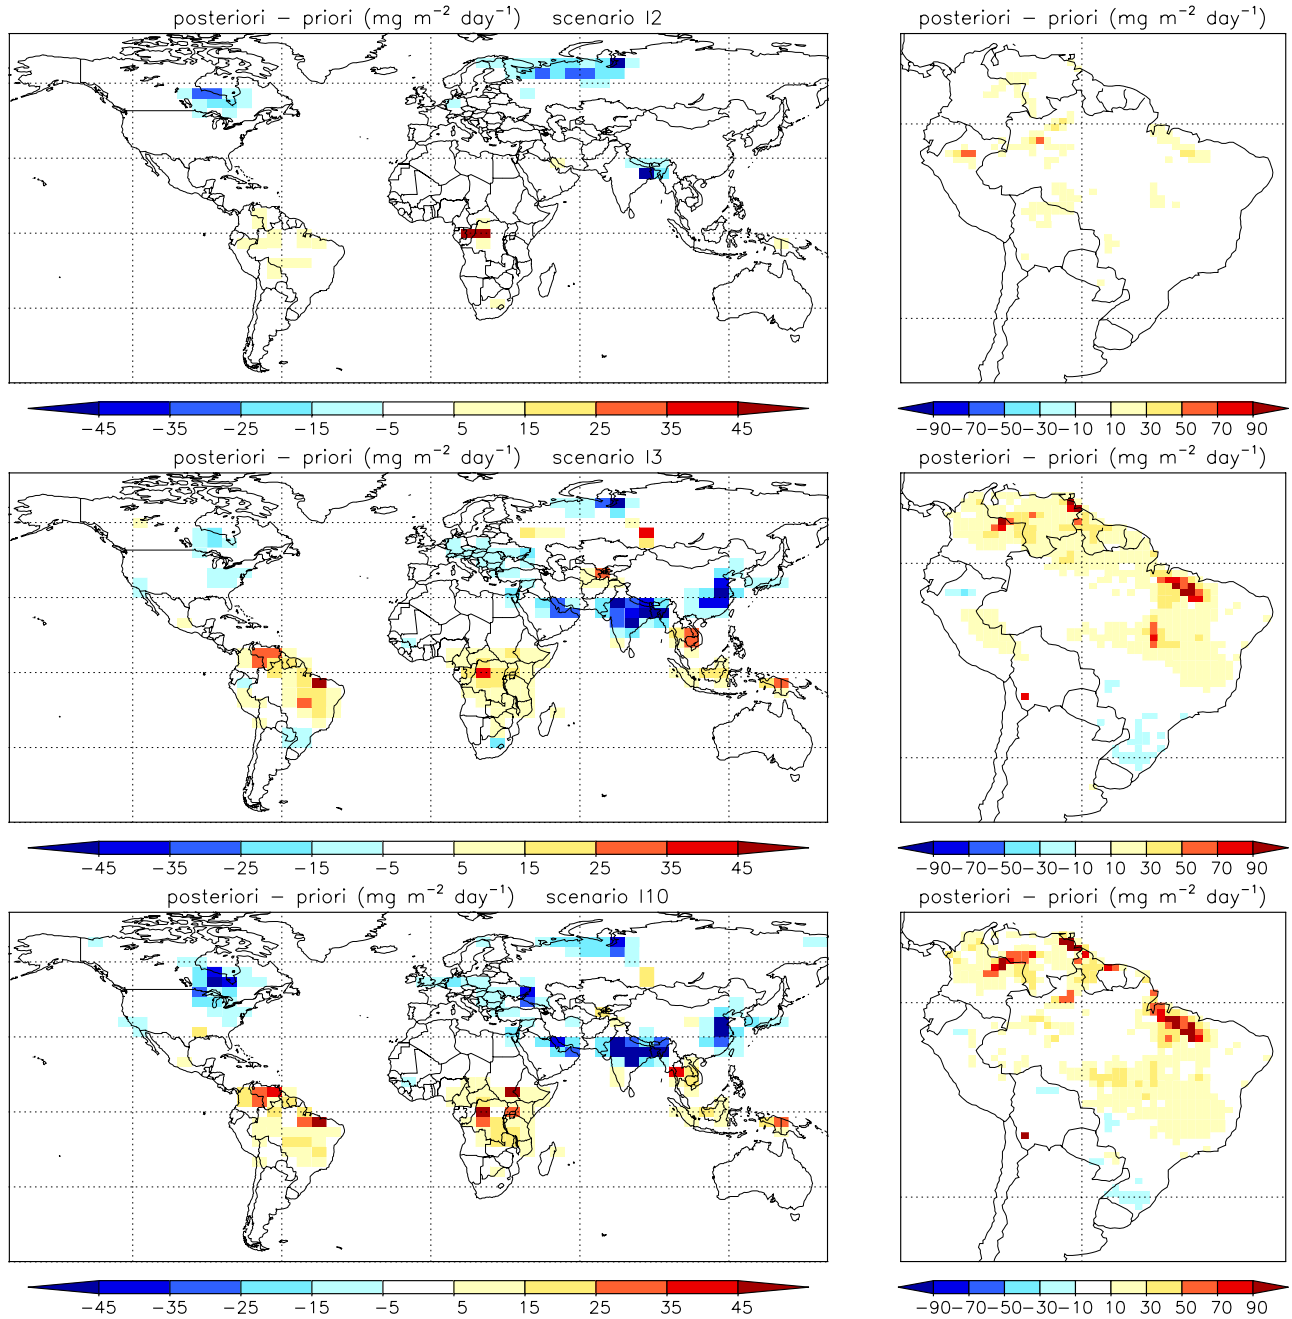 posteriori − priori (mg m⁻² day⁻¹) scenario I2
posteriori − priori (mg m⁻² day⁻¹)
−45 −35 −25 −15 −5 5 15 25 35 45
−90−70−50−30−10 10 30 50 70 90
posteriori − priori (mg m⁻² day⁻¹) scenario I3
posteriori − priori (mg m⁻² day⁻¹)
−45 −35 −25 −15 −5 5 15 25 35 45
−90−70−50−30−10 10 30 50 70 90
posteriori − priori (mg m⁻² day⁻¹) scenario I10
posteriori − priori (mg m⁻² day⁻¹)
−45 −35 −25 −15 −5 5 15 25 35 45
−90−70−50−30−10 10 30 50 70 90